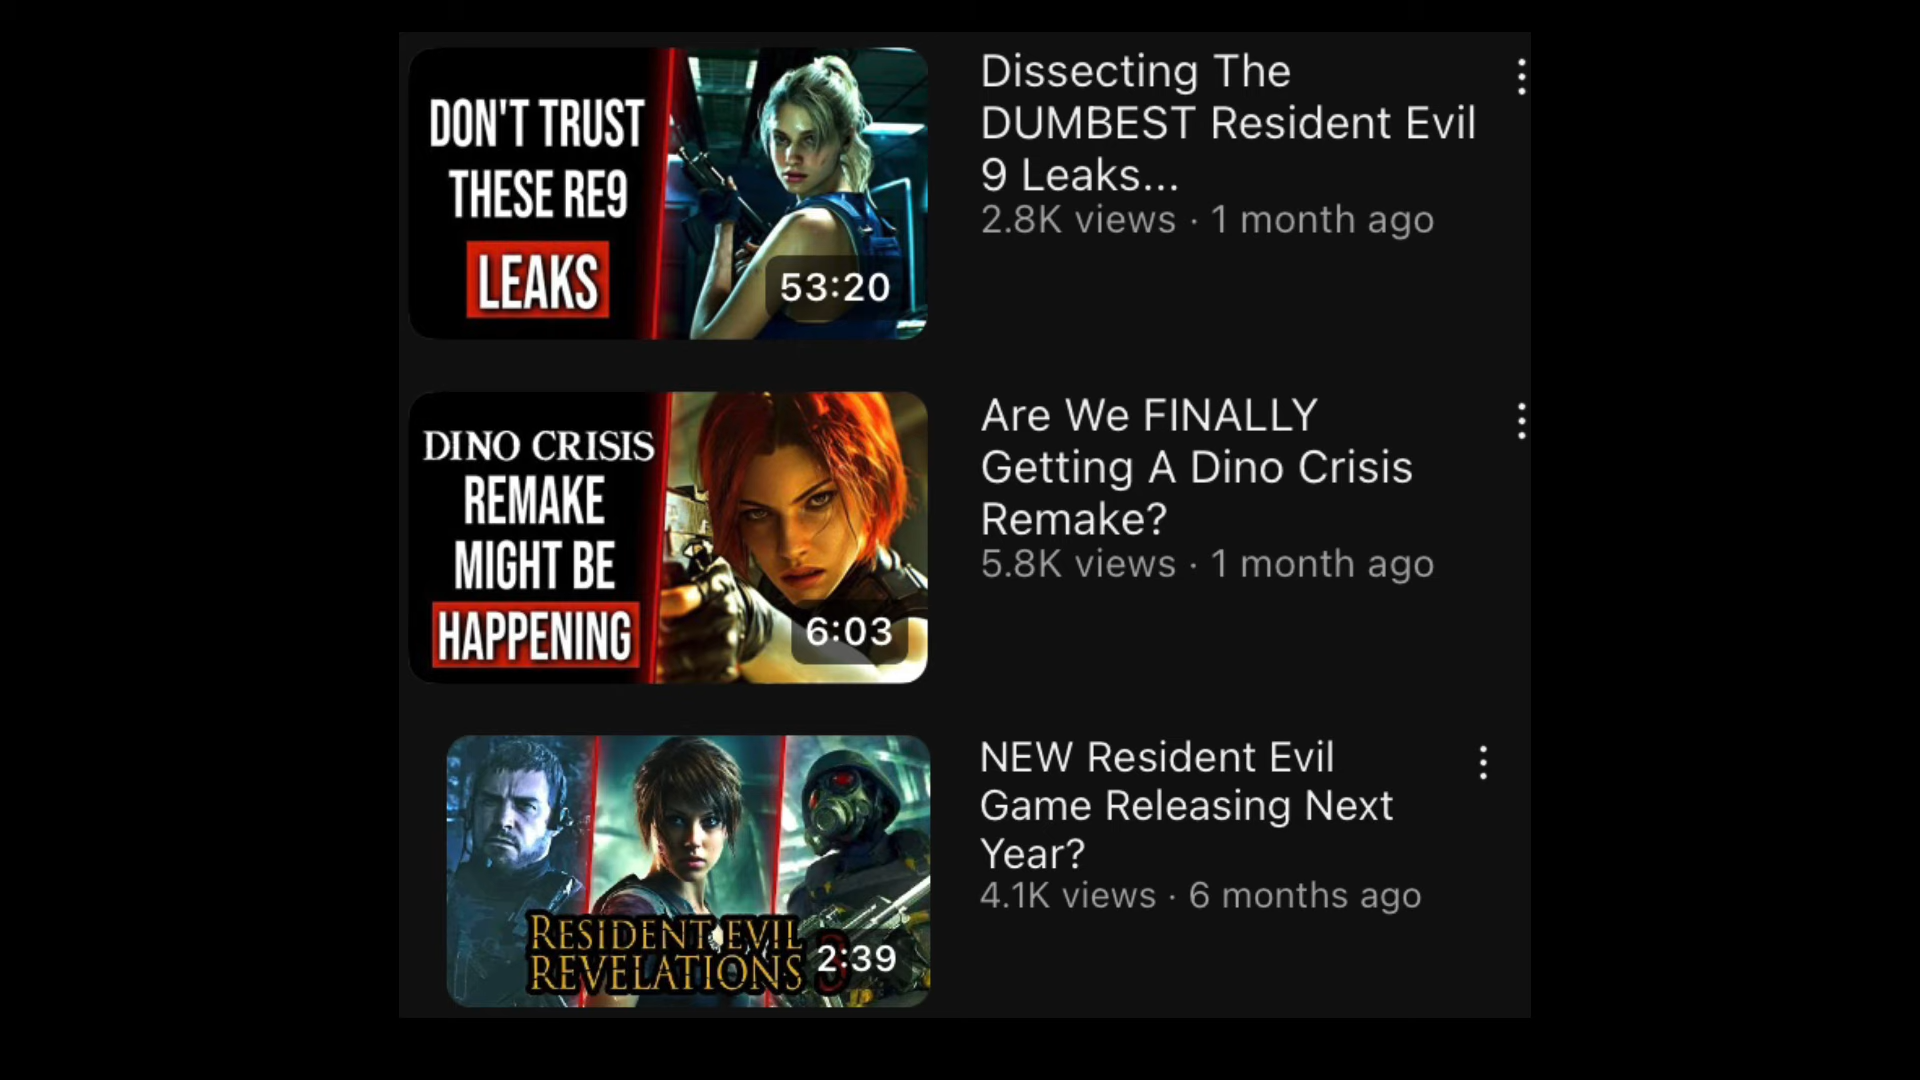 DON'T TRUST
THESE RE9
LEAKS
53:20
Dissecting The
DUMBEST Resident Evil
9 Leaks...
2.8K views · 1 month ago
DINO CRISIS
REMAKE
MIGHT BE
HAPPENING
6:03
Are We FINALLY
Getting A Dino Crisis
Remake?
5.8K views · 1 month ago
RESIDENT EVIL
REVELATIONS 3
2:39
NEW Resident Evil
Game Releasing Next
Year?
4.1K views · 6 months ago